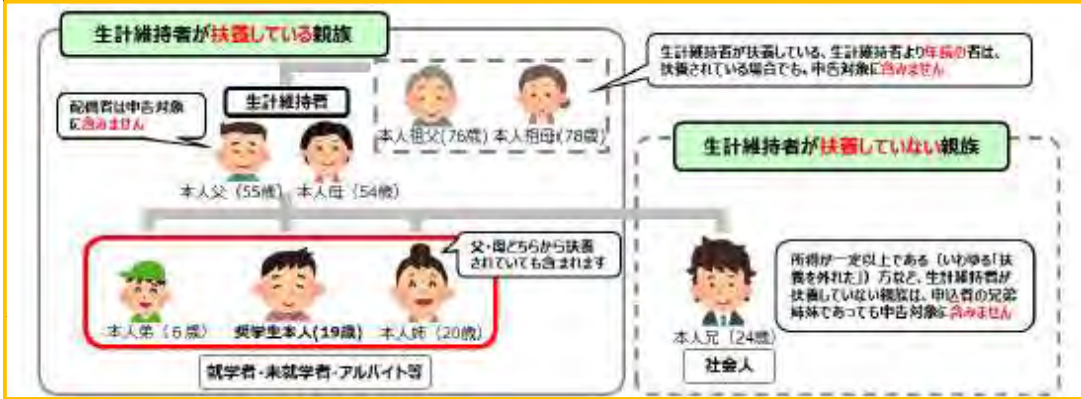 生計維持者が扶養している親族
生計維持者が扶養している、生計維持者より年長の者は、
扶養されている場合でも、申告対象に含みません
配偶者は申告対象
に含みません
生計維持者
本人祖父(76歳) 本人祖母(78歳)
生計維持者が扶養していない親族
本人父(55歳) 本人母(54歳)
父・母どちらから扶養
されていても含まれます
所得が一定以上である(いわゆる「扶
養を外れた」)方など、生計維持者が
扶養していない親族は、申込者の兄弟
姉妹であっても申告対象に含みません
本人弟(6歳) 奨学生本人(19歳) 本人姉(20歳)
本人兄(24歳)
就学者・未就学者・アルバイト等
社会人